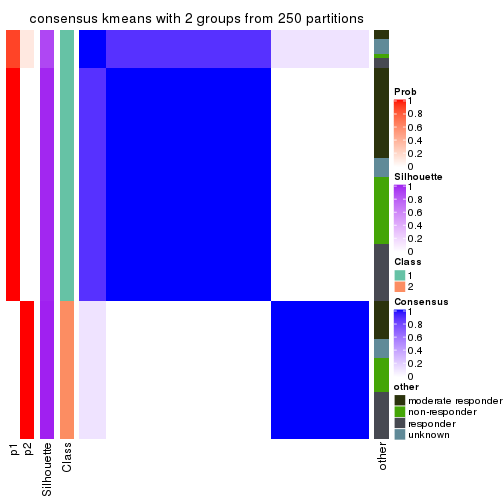 consensus kmeans with 2 groups from 250 partitions
Prob
1
0.8
0.6
0.4
0.2
0
Silhouette
1
0.8
0.6
0.4
0.2
0
Class
1
2
Consensus
1
0.8
0.6
0.4
0.2
0
other
moderate responder
non-responder
responder
unknown
p1
p2
Silhouette
Class
other